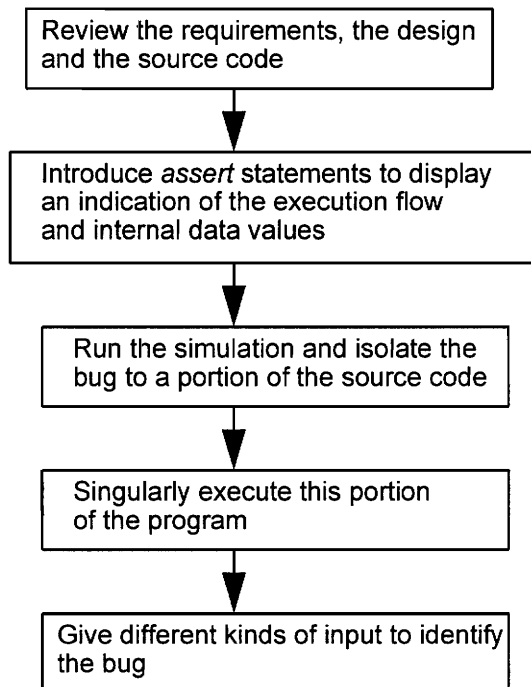 Review the requirements, the design
and the source code
Introduce assert statements to display
an indication of the execution flow
and internal data values
Run the simulation and isolate the
bug to a portion of the source code
Singularly execute this portion
of the program
Give different kinds of input to identify
the bug